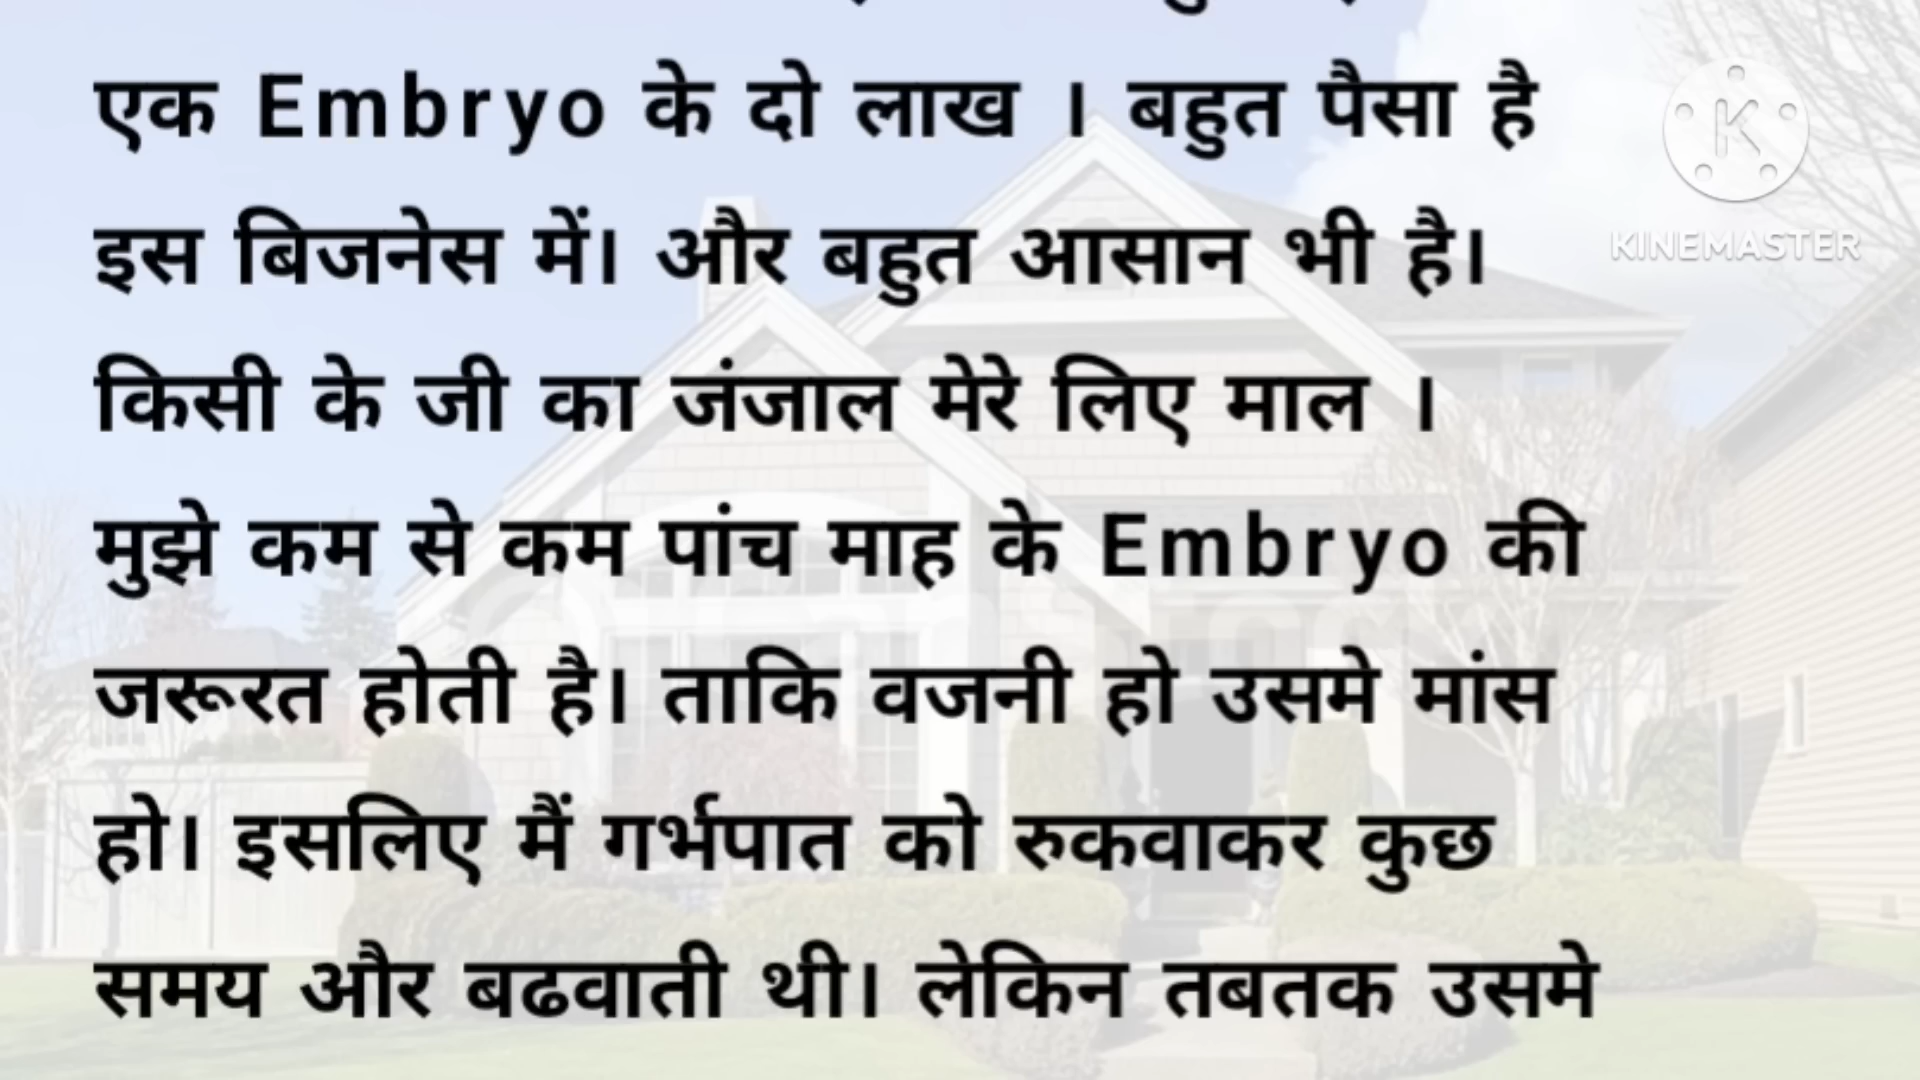 एक Embryo के दो लाख । बहुत पैसा है
इस बिजनेस में। और बहुत आसान भी है।
किसी के जी का जंजाल मेरे लिए माल ।
मुझे कम से कम पांच माह के Embryo की
जरूरत होती है। ताकि वजनी हो उसमे मांस
हो। इसलिए मैं गर्भपात को रुकवाकर कुछ
समय और बढवाती थी। लेकिन तबतक उसमे
K
KINEMASTER